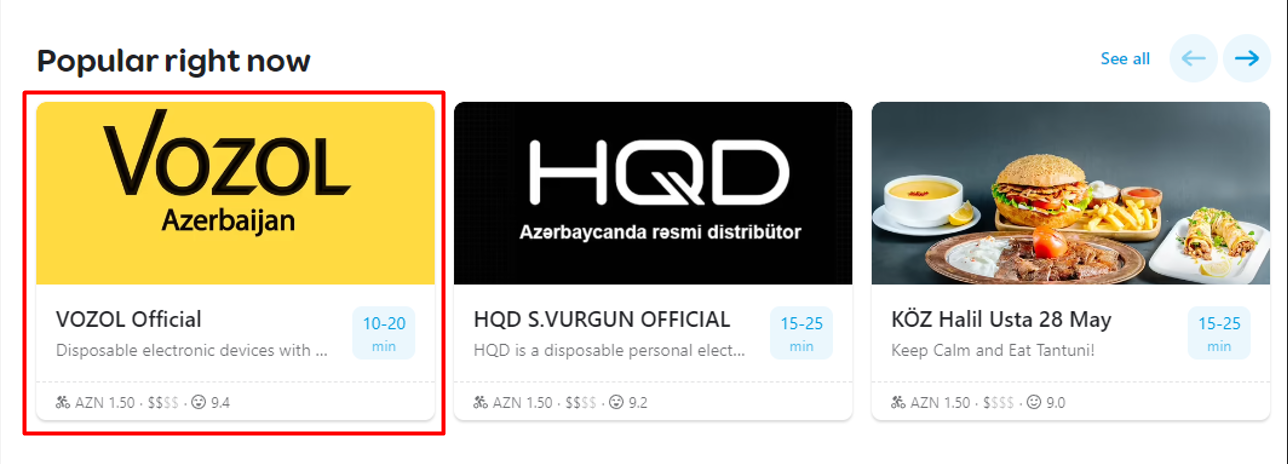 Popular right now
See all
VOZOL
Azerbaijan
VOZOL Official
10-20
min
Disposable electronic devices with ...
AZN 1.50 · $$$$ · 9.4
HQD
Azərbaycanda rəsmi distribütor
HQD S.VURGUN OFFICIAL
15-25
min
HQD is a disposable personal elect...
AZN 1.50 · $$$$ · 9.2
KÖZ Halil Usta 28 May
15-25
min
Keep Calm and Eat Tantuni!
AZN 1.50 · $$$$ · 9.0